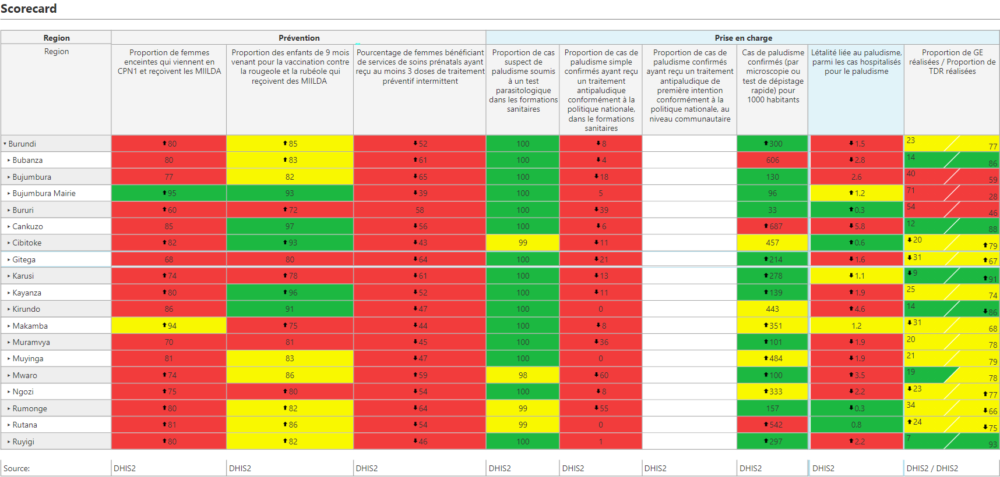 Scorecard
Region Prévention Prise en charge
Region
Proportion de femmes
enceintes qui viennent en
CPN1 et reçoivent les MIILDA
Proportion des enfants de 9 mois
venant pour la vaccination contre
la rougeole et la rubéole qui
reçoivent des MIILDA
Pourcentage de femmes bénéficiant
de services de soins prénatals ayant
reçu au moins 3 doses de traitement
préventif intermittent
Proportion de cas
suspect de
paludisme soumis
à un test
parasitologique
dans les formations
sanitaires
Proportion de cas de
paludisme simple
confirmés ayant reçu
un traitement
antipaludique
conformément à la
politique nationale,
dans le formations
sanitaires
Proportion de cas de
paludisme confirmés
ayant reçu un traitement
antipaludique de
première intention
conformément à la
politique nationale, au
niveau communautaire
Cas de paludisme
confirmés (par
microscopie ou
test de dépistage
rapide) pour
1000 habitants
Létalité liée au paludisme,
parmi les cas hospitalisés
pour le paludisme
Proportion de GE
réalisées / Proportion de
TDR réalisées
▾ Burundi ⬆80 ⬆85 ⬇52 100 ⬇8 ⬆300 ⬇1.5 23 77
▸ Bubanza 80 ⬆83 ⬆61 100 ⬇4 606 ⬇2.8 14 86
▸ Bujumbura 77 82 ⬇65 100 ⬇18 130 2.6 40 59
▸ Bujumbura Mairie ⬆95 93 ⬇39 100 5 96 ⬆1.2 71 28
▸ Bururi ⬆60 ⬆72 58 100 ⬇39 33 ⬆0.3 54 46
▸ Cankuzo 85 97 ⬇56 100 ⬇6 ⬆687 ⬇5.8 12 88
▸ Cibitoke ⬆82 ⬆93 ⬇43 99 ⬇11 457 ⬆0.6 ⬇20 ⬆79
▸ Gitega 68 80 ⬇64 100 ⬇21 ⬆214 ⬇1.6 ⬇31 ⬆67
▸ Karusi ⬆74 ⬆78 ⬇61 100 ⬇13 ⬆278 ⬇1.1 ⬇9 ⬆91
▸ Kayanza ⬆80 ⬆96 ⬇52 100 ⬇11 ⬆139 ⬆1.9 25 74
▸ Kirundo 86 91 ⬇47 100 0 443 ⬆4.6 14 ⬇86
▸ Makamba ⬆94 ⬆75 ⬇44 100 ⬇8 ⬆351 1.2 ⬇31 68
▸ Muramvya 70 81 ⬇45 100 ⬇36 ⬆101 ⬇1.9 20 78
▸ Muyinga 81 83 ⬇47 100 0 ⬆484 ⬇1.9 21 79
▸ Mwaro ⬆74 86 ⬆59 98 ⬇60 ⬆100 ⬆3.5 19 78
▸ Ngozi ⬆75 ⬆80 ⬇54 100 ⬇8 ⬆333 ⬇2.2 ⬇23 ⬆77
▸ Rumonge ⬆80 ⬆82 ⬇64 99 ⬇55 157 ⬇0.3 34 ⬇66
▸ Rutana ⬆81 ⬆86 ⬇54 99 0 ⬆542 0.8 ⬆24 ⬇75
▸ Ruyigi ⬆80 ⬆82 ⬇46 100 1 ⬆297 ⬆2.2 7 93
Source: DHIS2 DHIS2 DHIS2 DHIS2 DHIS2 DHIS2 DHIS2 DHIS2 DHIS2 / DHIS2